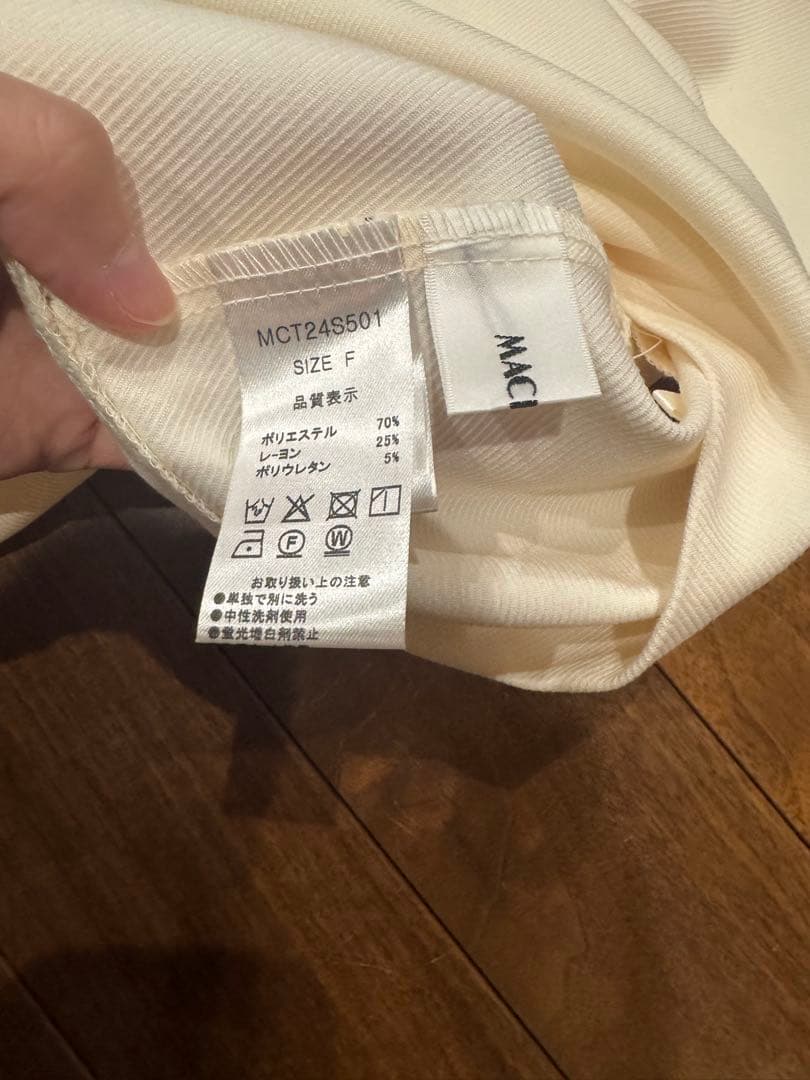 MCT24S501
SIZE F
品質表示
ポリエステル 70%
レーヨン 25%
ポリウレタン 5%
F W
お取り扱い上の注意
●単独で別に洗う
●中性洗剤使用
●蛍光増白剤禁止
MACI